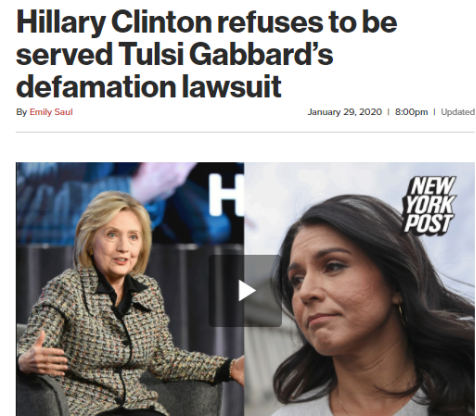 Hillary Clinton refuses to be
served Tulsi Gabbard's
defamation lawsuit
By Emily Saul
January 29, 2020 | 8:00pm | Updated
H
NEW
YORK
POST